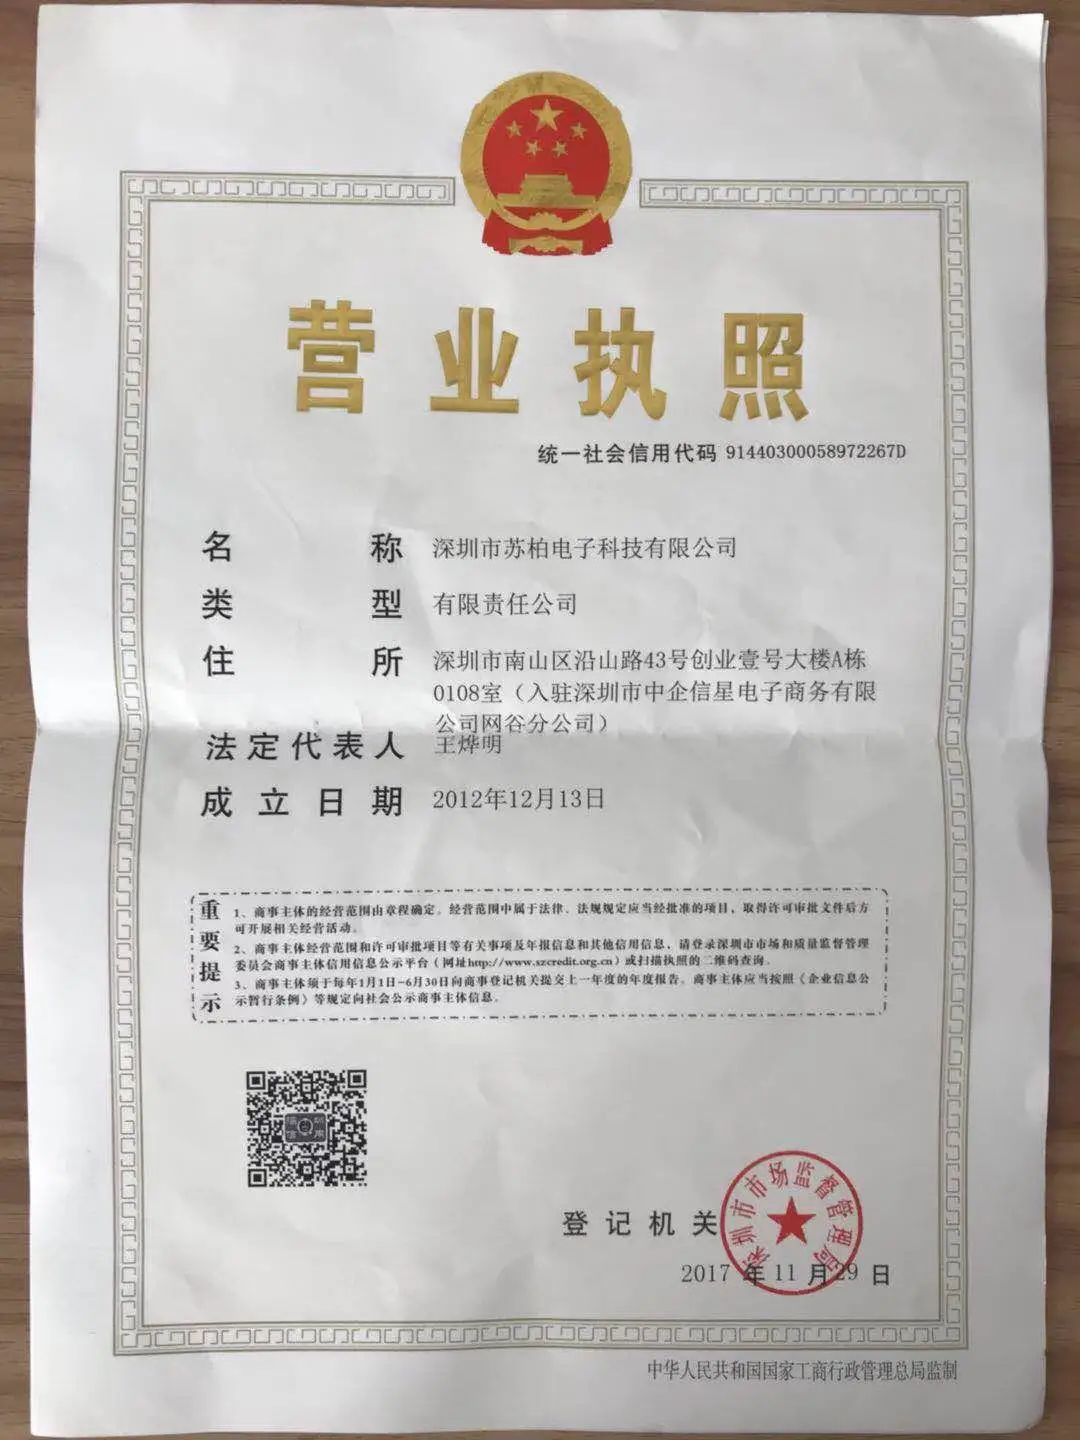 营业执照
统一社会信用代码 91440300058972267D
名称 深圳市苏柏电子科技有限公司
类型 有限责任公司
住所 深圳市南山区沿山路43号创业壹号大楼A栋
0108室（入驻深圳市中企信星电子商务有限
公司网谷分公司）
法定代表人 王烨明
成立日期 2012年12月13日
重要提示
1、商事主体的经营范围由章程确定。经营范围中属于法律、法规规定应当经批准的项目，取得许可审批文件后方
可开展相关经营活动。
2、商事主体经营范围和许可审批项目等有关事项及年报信息和其他信用信息，请登录深圳市市场和质量监督管理
委员会商事主体信用信息公示平台（网址http://www.szcredit.org.cn）或扫描执照的二维码查询。
3、商事主体须于每年1月1日-6月30日向商事登记机关提交上一年度的年度报告。商事主体应当按照《企业信息公
示暂行条例》等规定向社会公示商事主体信息。
登记机关
深圳市市场监督管理局
2017年11月29日
中华人民共和国国家工商行政管理总局监制